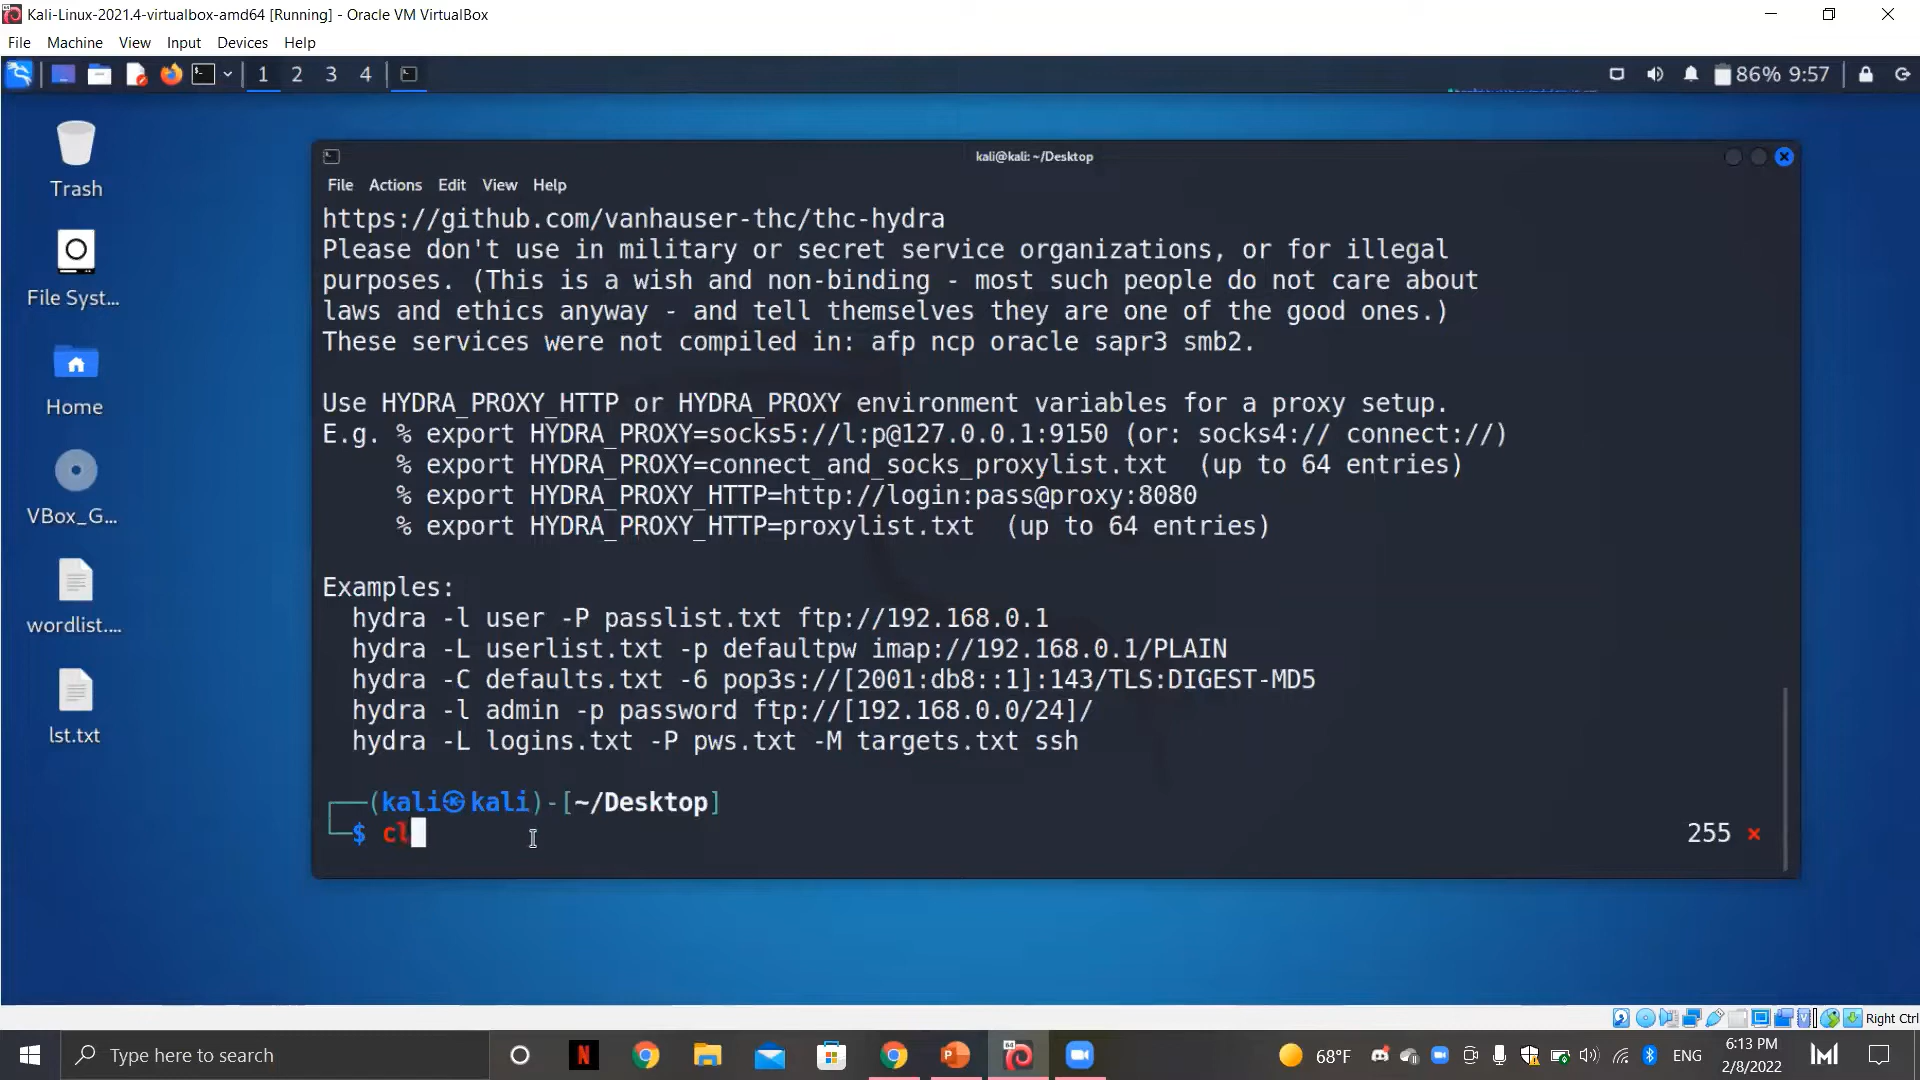 Kali-Linux-2021.4-virtualbox-amd64 [Running] - Oracle VM VirtualBox
File Machine View Input Devices Help
1 2 3 4
86% 9:57
Trash
File Syst...
Home
VBox_G...
wordlist....
lst.txt
kali@kali: ~/Desktop
File Actions Edit View Help
https://github.com/vanhauser-thc/thc-hydra
Please don't use in military or secret service organizations, or for illegal
purposes. (This is a wish and non-binding - most such people do not care about
laws and ethics anyway - and tell themselves they are one of the good ones.)
These services were not compiled in: afp ncp oracle sapr3 smb2.
Use HYDRA_PROXY_HTTP or HYDRA_PROXY environment variables for a proxy setup.
E.g. % export HYDRA_PROXY=socks5://l:p@127.0.0.1:9150 (or: socks4:// connect://)
% export HYDRA_PROXY=connect_and_socks_proxylist.txt (up to 64 entries)
% export HYDRA_PROXY_HTTP=http://login:pass@proxy:8080
% export HYDRA_PROXY_HTTP=proxylist.txt (up to 64 entries)
Examples:
hydra -l user -P passlist.txt ftp://192.168.0.1
hydra -L userlist.txt -p defaultpw imap://192.168.0.1/PLAIN
hydra -C defaults.txt -6 pop3s://[2001:db8::1]:143/TLS:DIGEST-MD5
hydra -l admin -p password ftp://[192.168.0.0/24]/
hydra -L logins.txt -P pws.txt -M targets.txt ssh
(kali㉿kali)-[~/Desktop]
$ cl 255 ×
Right Ctrl
Type here to search
68°F
ENG
6:13 PM
2/8/2022